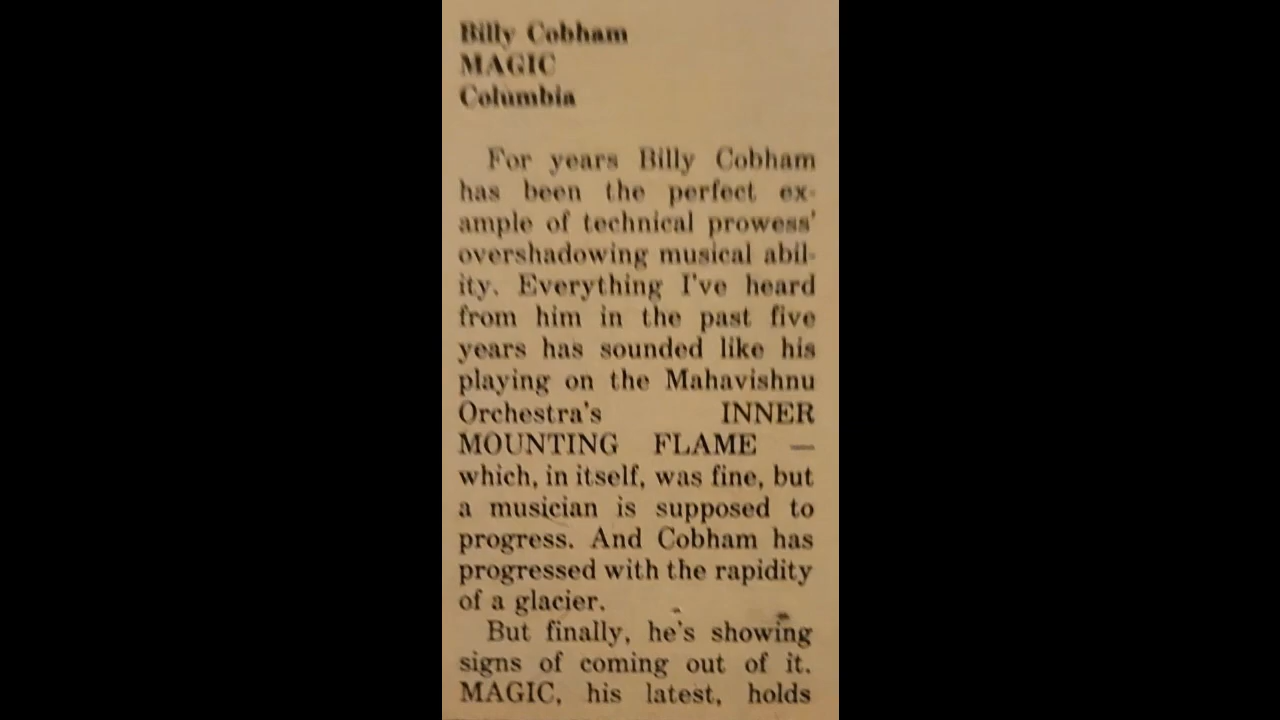 Billy Cobham
MAGIC
Columbia
For years Billy Cobham
has been the perfect ex-
ample of technical prowess'
overshadowing musical abil-
ity. Everything I've heard
from him in the past five
years has sounded like his
playing on the Mahavishnu
Orchestra's INNER
MOUNTING FLAME —
which, in itself, was fine, but
a musician is supposed to
progress. And Cobham has
progressed with the rapidity
of a glacier.
But finally, he's showing
signs of coming out of it.
MAGIC, his latest, holds